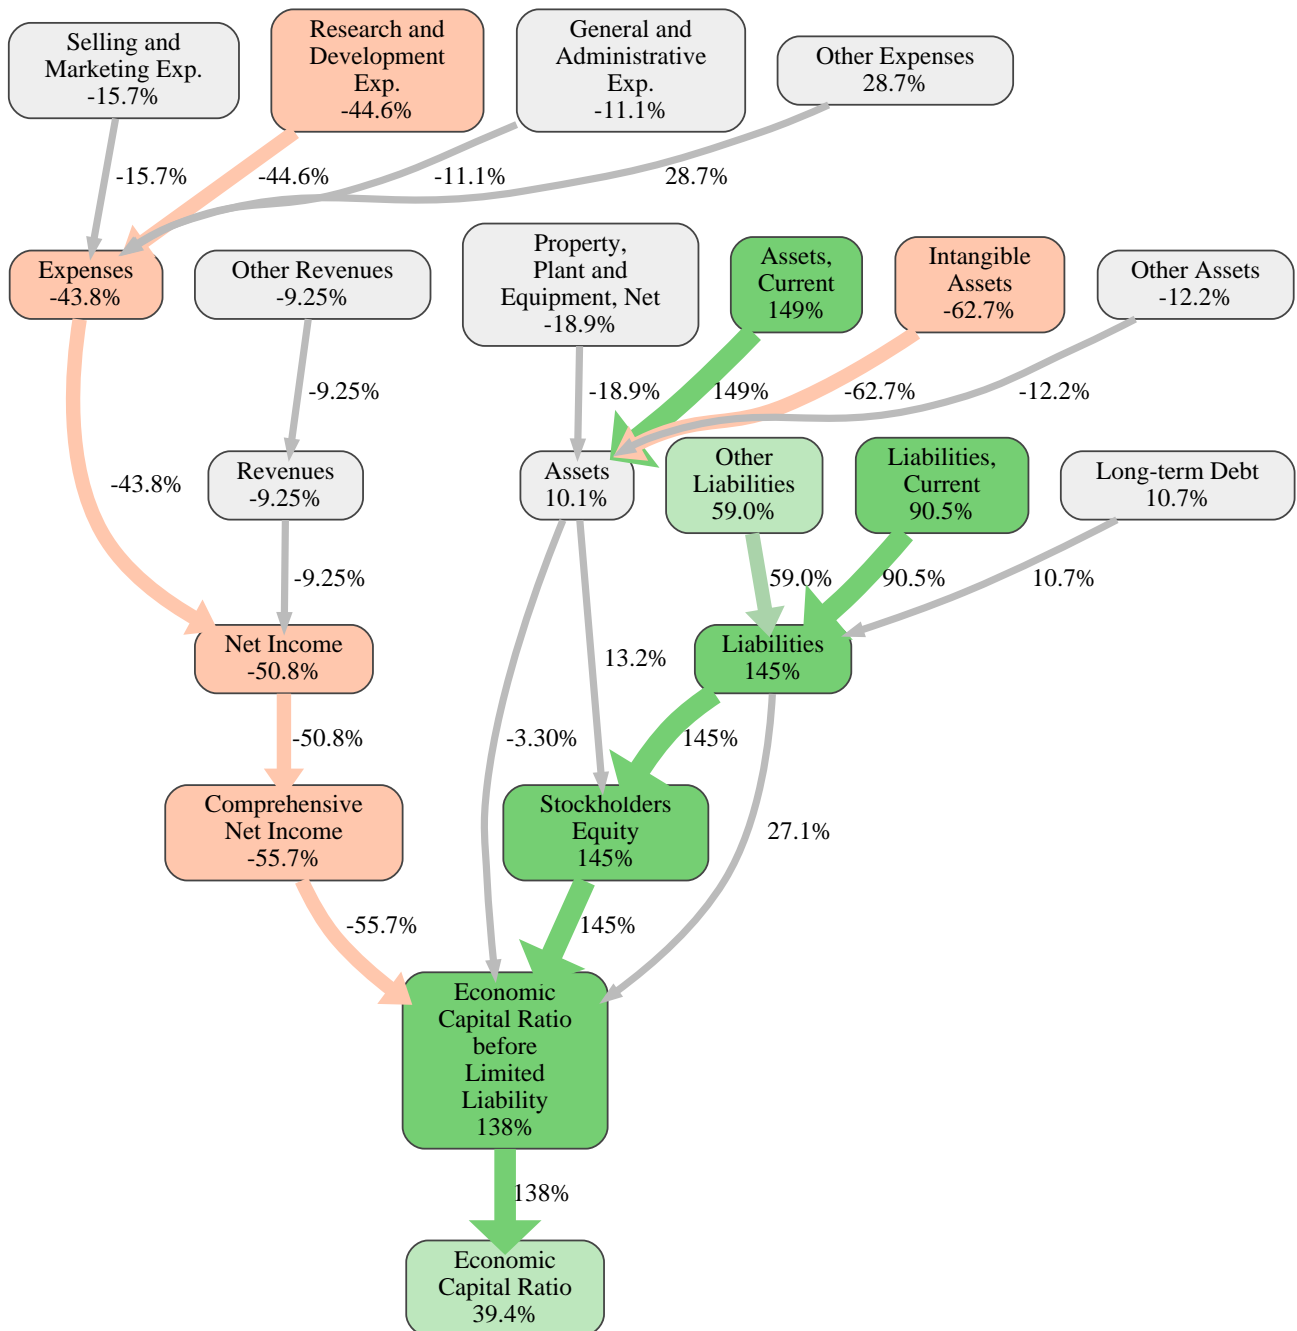 Selling and
Marketing Exp.
-15.7%
Research and
Development
Exp.
-44.6%
General and
Administrative
Exp.
-11.1%
Other Expenses
28.7%
-15.7%
-44.6%
-11.1%
28.7%
Expenses
-43.8%
Other Revenues
-9.25%
Property,
Plant and
Equipment, Net
-18.9%
Assets,
Current
149%
Intangible
Assets
-62.7%
Other Assets
-12.2%
-9.25%
-18.9%
149%
-62.7%
-12.2%
-43.8%
Revenues
-9.25%
Assets
10.1%
Other
Liabilities
59.0%
Liabilities,
Current
90.5%
Long-term Debt
10.7%
-9.25%
59.0%
90.5%
10.7%
Net Income
-50.8%
13.2%
Liabilities
145%
-50.8%
-3.30%
145%
Comprehensive
Net Income
-55.7%
Stockholders
Equity
145%
27.1%
-55.7%
145%
Economic
Capital Ratio
before
Limited
Liability
138%
138%
Economic
Capital Ratio
39.4%